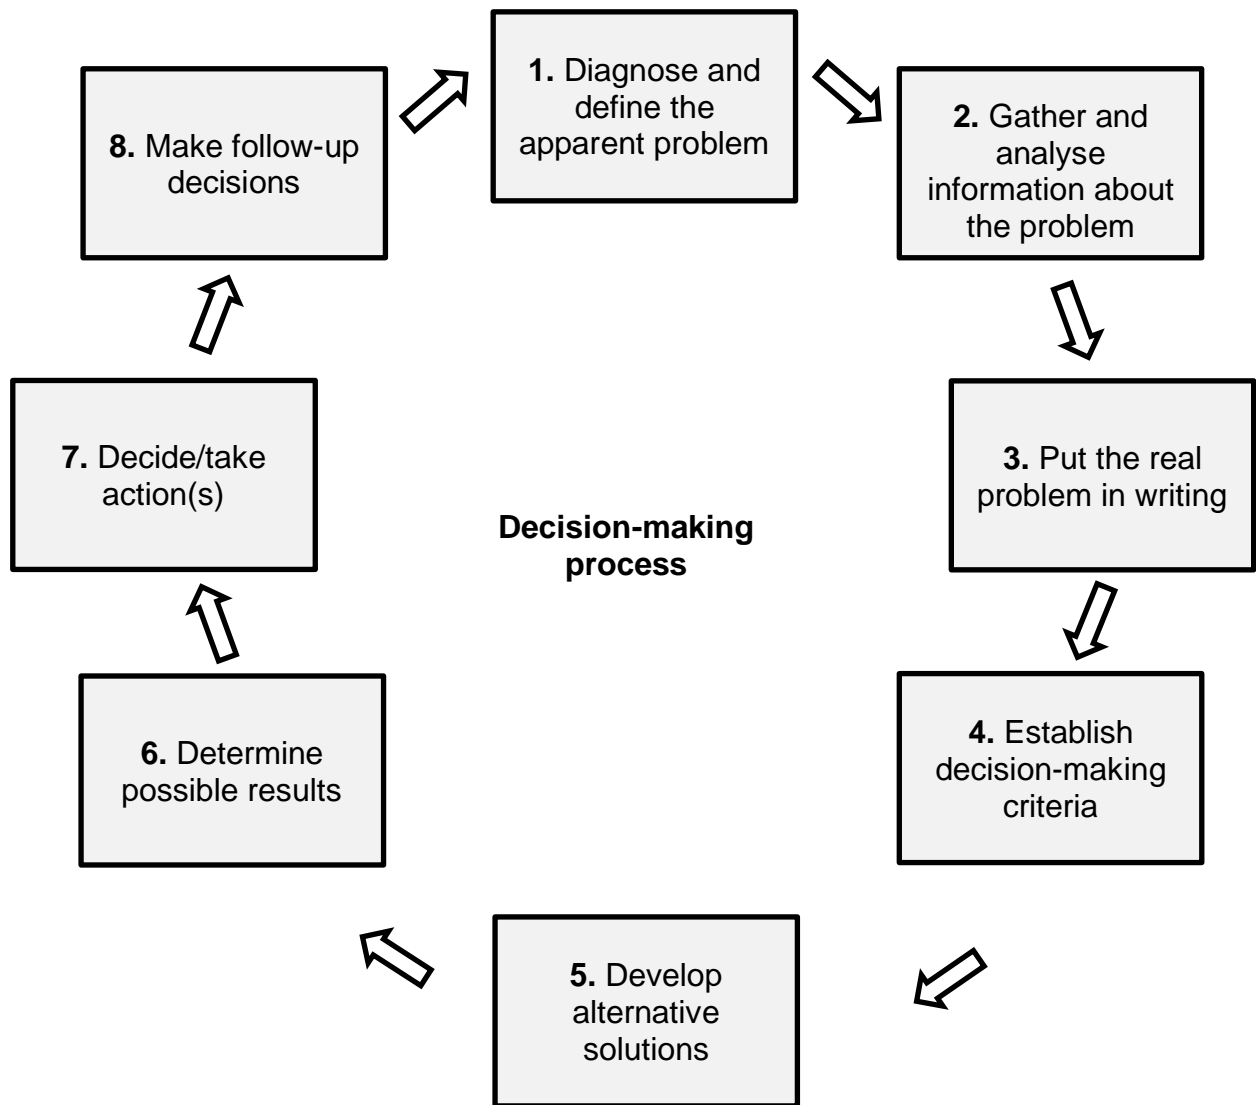 1. Diagnose and
define the
apparent problem
2. Gather and
analyse
information about
the problem
3. Put the real
problem in writing
4. Establish
decision-making
criteria
5. Develop
alternative
solutions
6. Determine
possible results
7. Decide/take
action(s)
8. Make follow-up
decisions
Decision-making
process